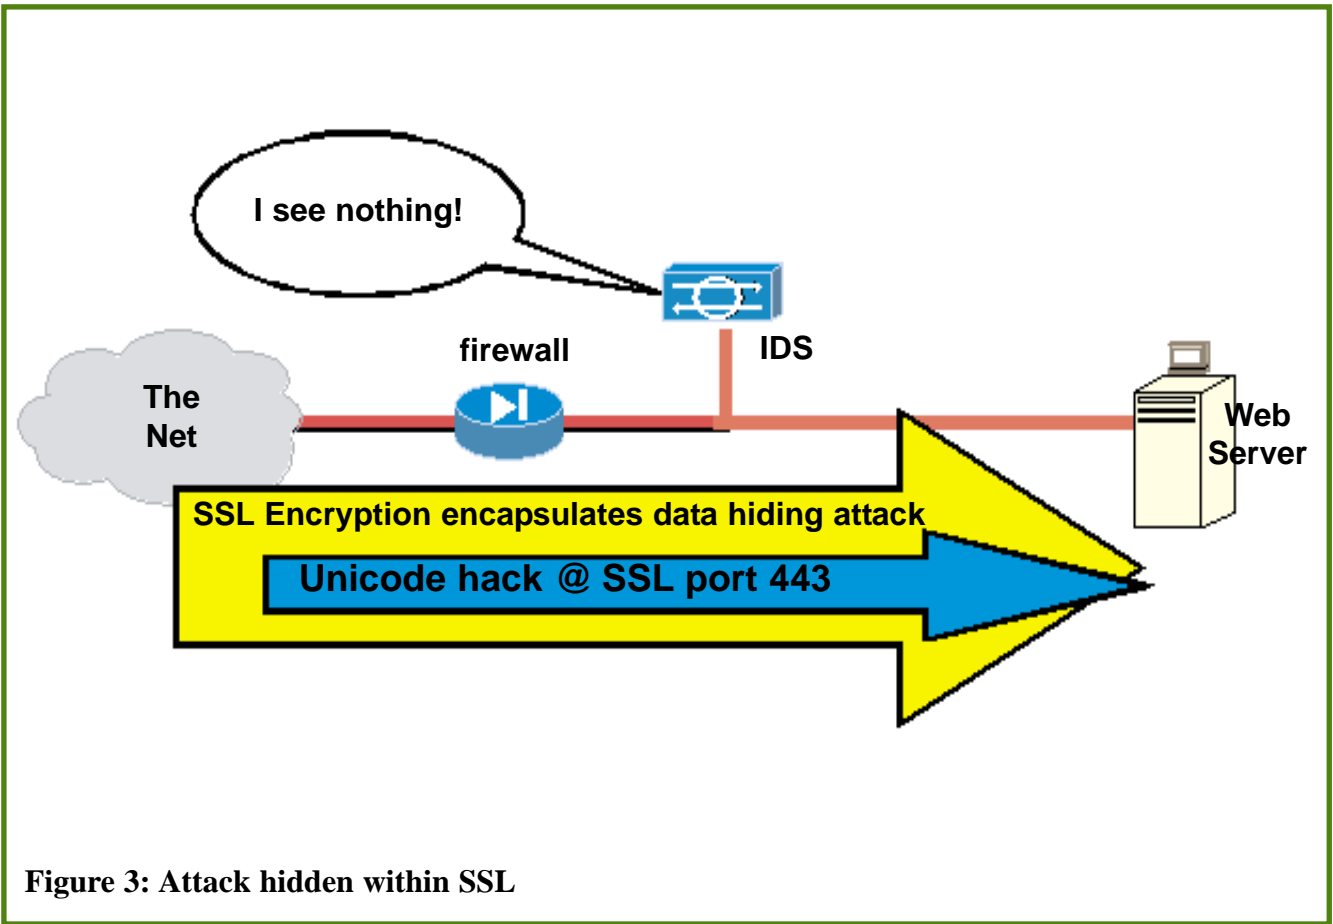 I see nothing!
firewall
IDS
The
Net
Web
Server
SSL Encryption encapsulates data hiding attack
Unicode hack @ SSL port 443
Figure 3: Attack hidden within SSL